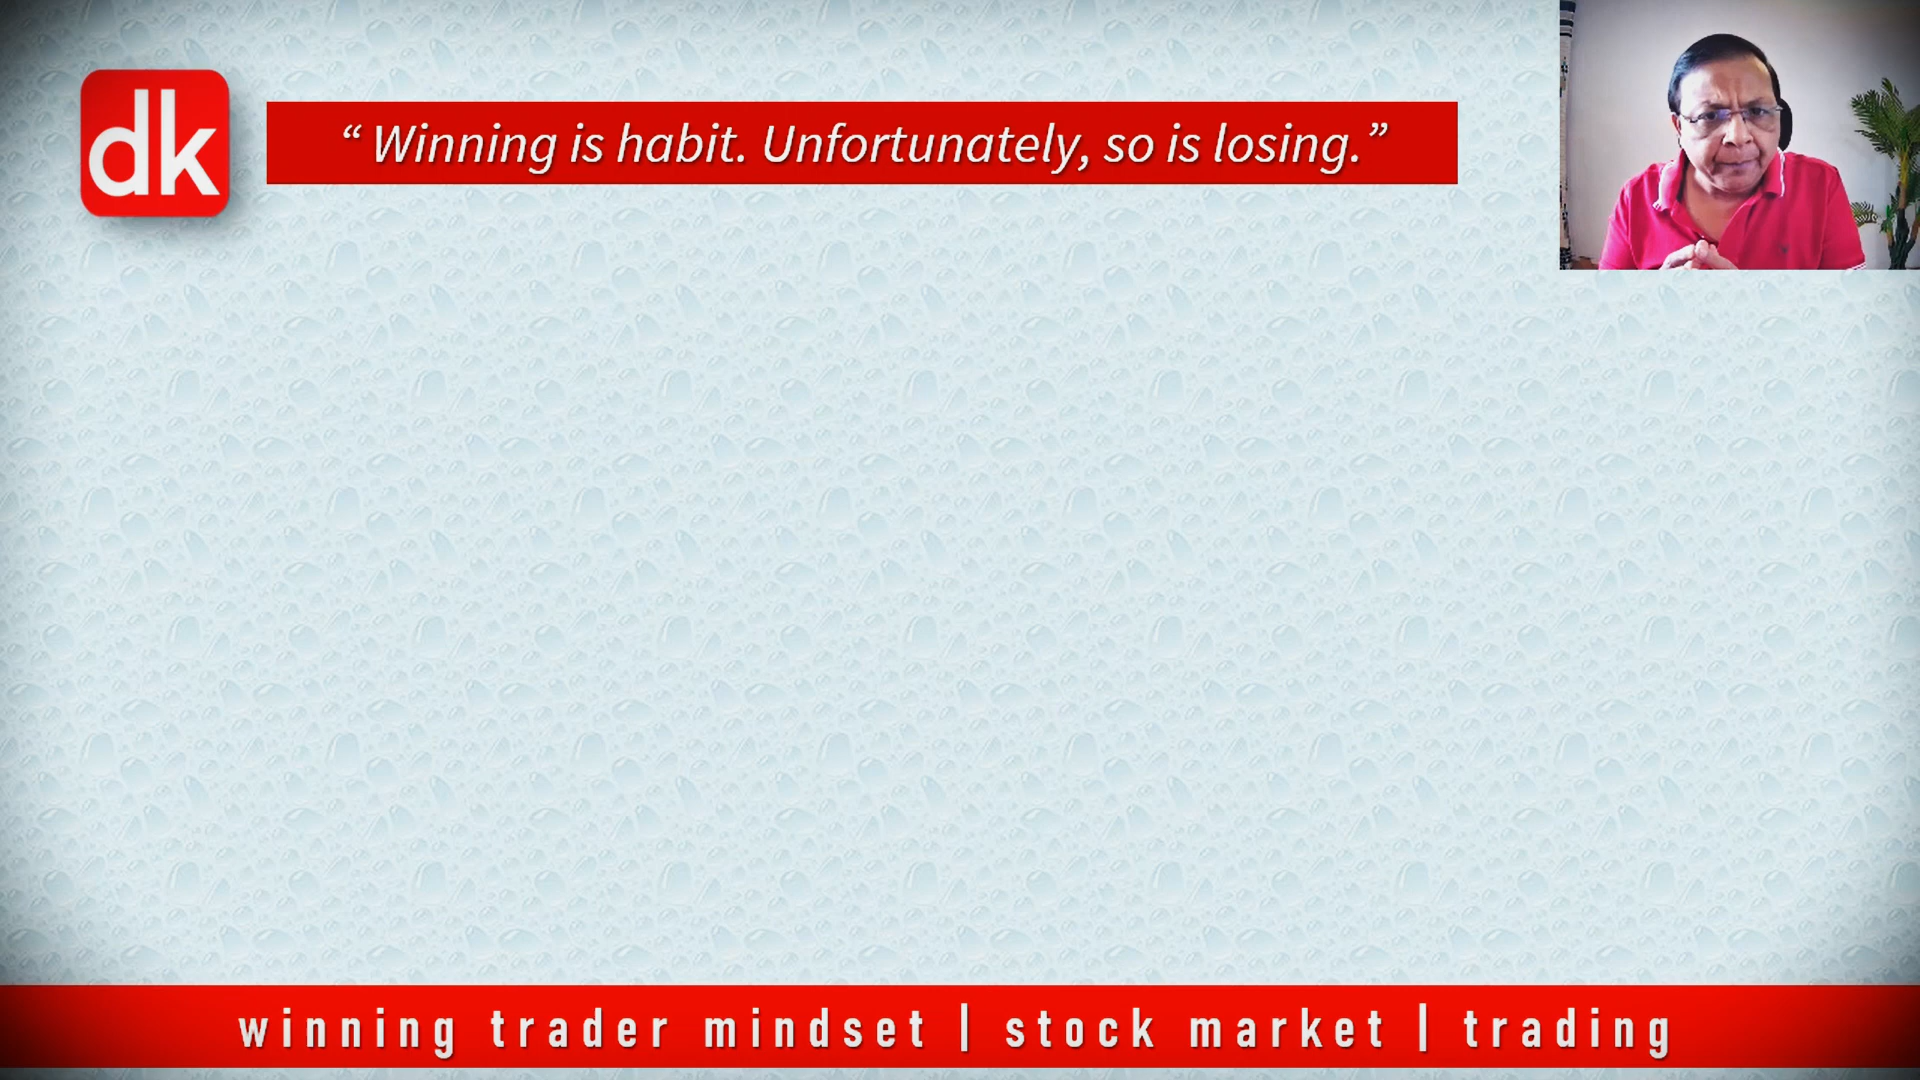 dk
“ Winning is habit. Unfortunately, so is losing.”
winning trader mindset | stock market | trading